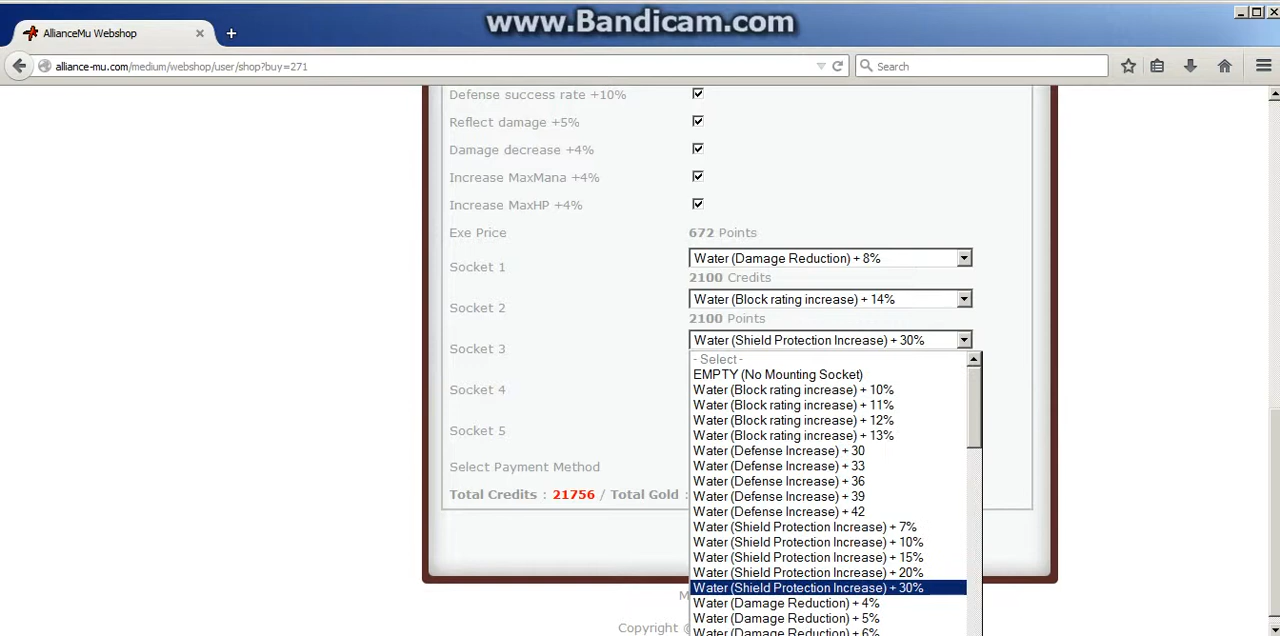 www.Bandicam.com
AllianceMu Webshop
alliance-mu.com/medium/webshop/user/shop?buy=271
Search
Defense success rate +10%
Reflect damage +5%
Damage decrease +4%
Increase MaxMana +4%
Increase MaxHP +4%
Exe Price 672 Points
Socket 1 Water (Damage Reduction) + 8%
2100 Credits
Socket 2 Water (Block rating increase) + 14%
2100 Points
Socket 3 Water (Shield Protection Increase) + 30%
- Select -
EMPTY (No Mounting Socket)
Water (Block rating increase) + 10%
Water (Block rating increase) + 11%
Water (Block rating increase) + 12%
Water (Block rating increase) + 13%
Water (Defense Increase) + 30
Water (Defense Increase) + 33
Water (Defense Increase) + 36
Water (Defense Increase) + 39
Water (Defense Increase) + 42
Water (Shield Protection Increase) + 7%
Water (Shield Protection Increase) + 10%
Water (Shield Protection Increase) + 15%
Water (Shield Protection Increase) + 20%
Water (Shield Protection Increase) + 30%
Water (Damage Reduction) + 4%
Water (Damage Reduction) + 5%
Water (Damage Reduction) + 6%
Socket 4
Socket 5
Select Payment Method
Total Credits : 21756 / Total Gold :
Copyright